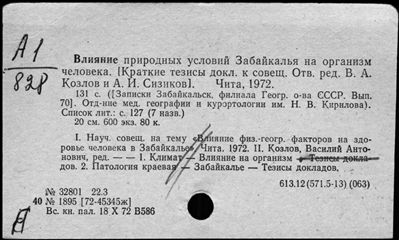 А 1
828
Влияние природных условий Забайкалья на организм
человека. [Краткие тезисы докл. к совещ. Отв. ред. В. А.
Козлов и А. И. Сизиков]. Чита, 1972.
131 с. ([Записки Забайкальск. филиала Геогр. о-ва СССР. Вып.
70]. Отд-ние мед. географии и курортологии им. Н. В. Кирилова).
Список лит.: с. 127 (7 назв.)
20 см. 600 экз. 80 к.
I. Науч. совещ. на тему «Влияние физ.-геогр. факторов на здо-
ровье человека в Забайкалье» Чита. 1972. II. Козлов, Василий Анто-
нович, ред. — — 1. Климат — Влияние на организм — Тезисы докла-
дов. 2. Патология краевая — Забайкалье — Тезисы докладов.
613.12(571.5-13)(063)
№ 32801 22.3
40 № 1895 [72-45345ж]
Вс. кн. пал. 18 X 72 В586